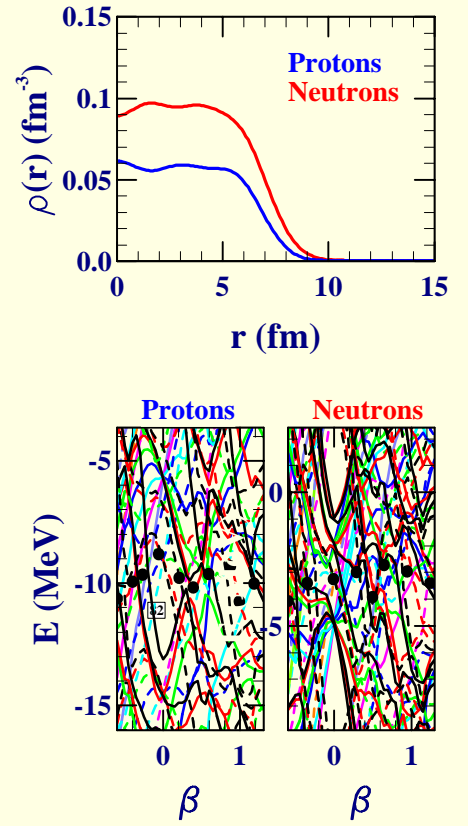 ρ(r) (fm⁻³)
0.15
0.1
0.05
0.0
Protons
Neutrons
0 5 10 15
r (fm)
Protons Neutrons
E (MeV)
-5
-10
-15
0
-5
0 1 0 1
β β